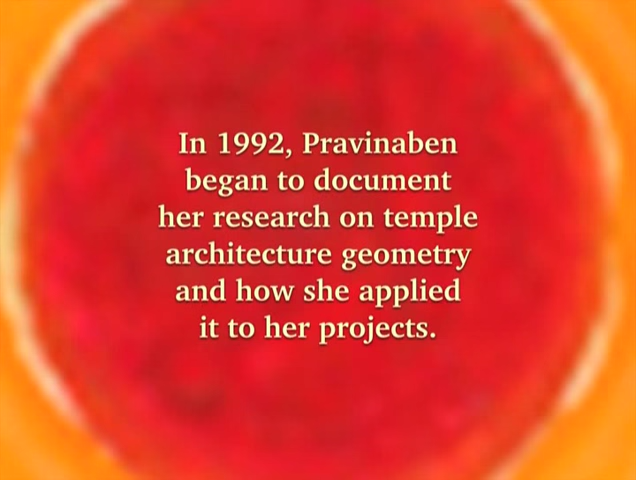 In 1992, Pravinaben
began to document
her research on temple
architecture geometry
and how she applied
it to her projects.